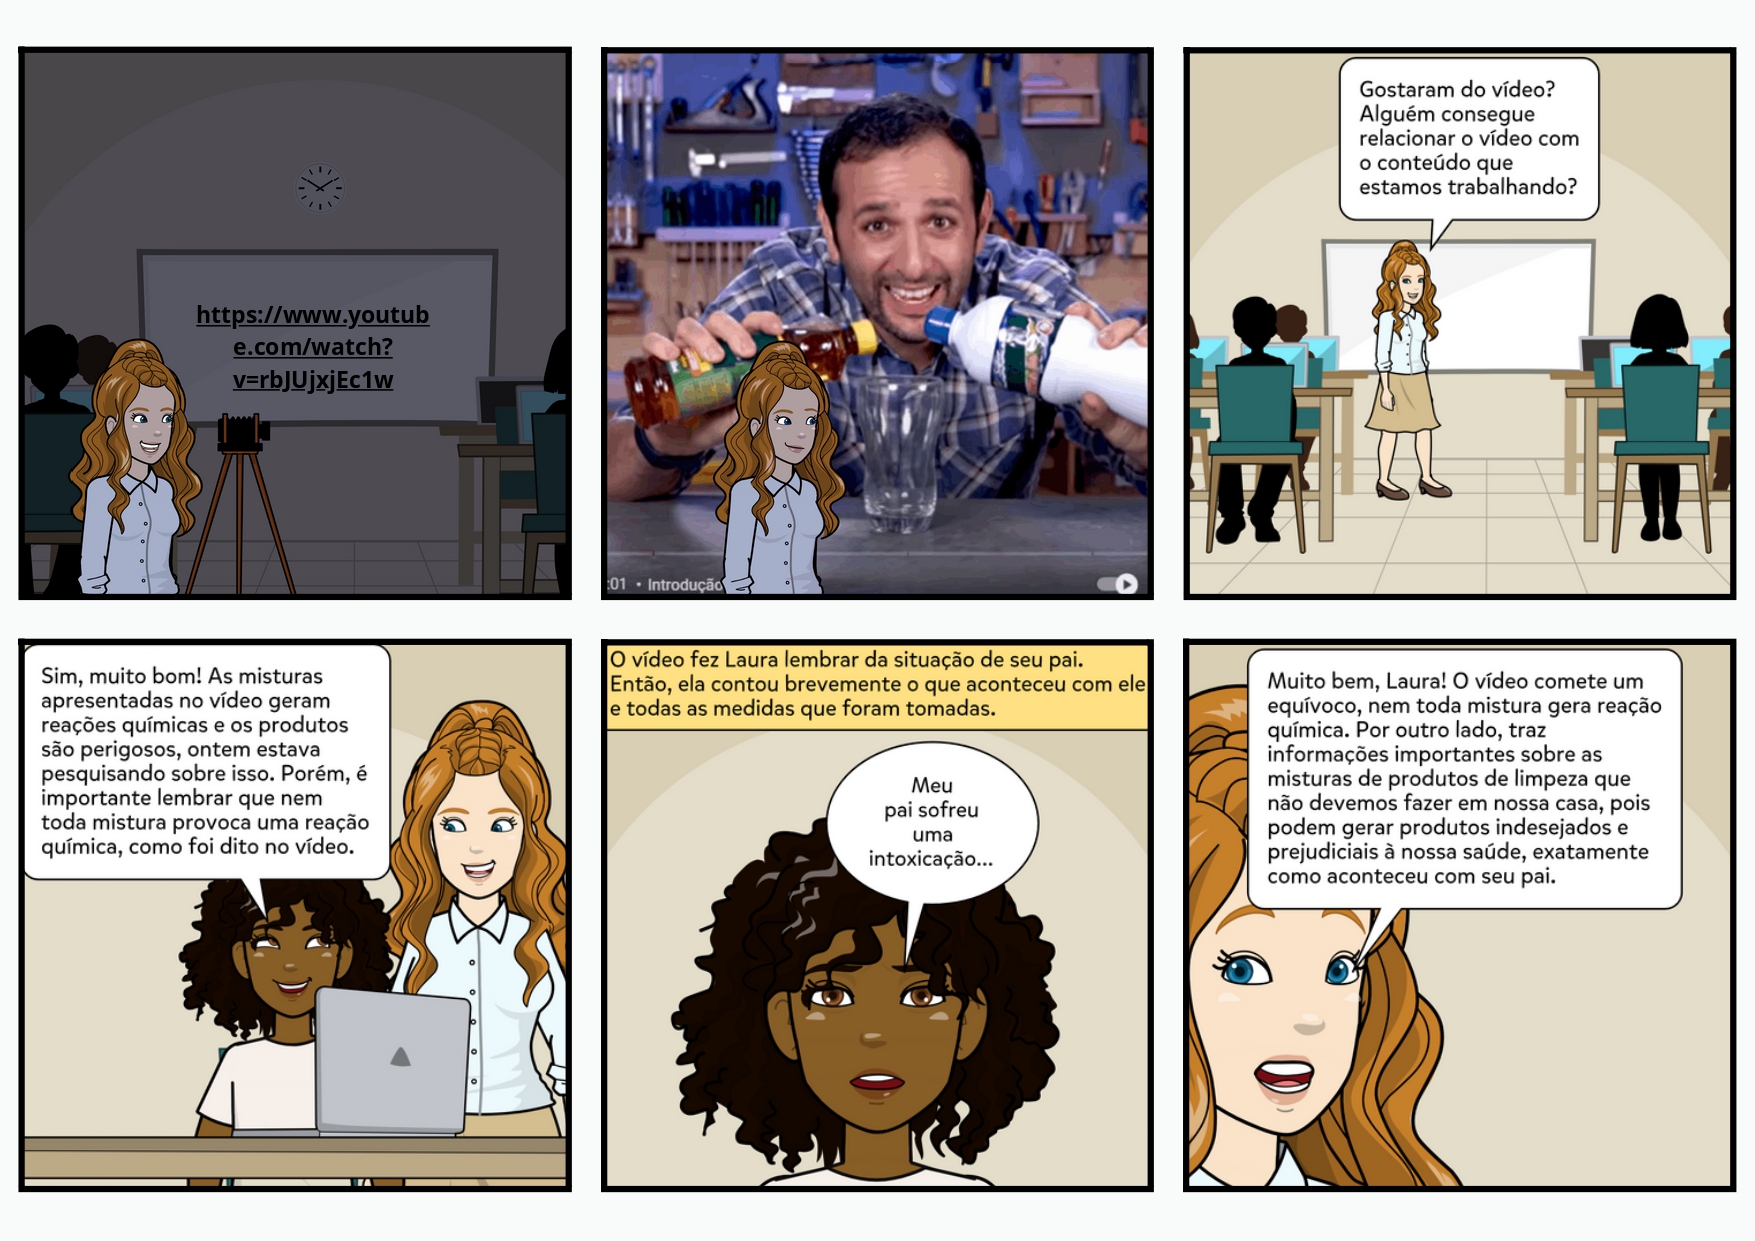 https://www.youtub
e.com/watch?
v=rbJUjxjEc1w
:01 • Introdução
Gostaram do vídeo?
Alguém consegue
relacionar o vídeo com
o conteúdo que
estamos trabalhando?
Sim, muito bom! As misturas
apresentadas no vídeo geram
reações químicas e os produtos
são perigosos, ontem estava
pesquisando sobre isso. Porém, é
importante lembrar que nem
toda mistura provoca uma reação
química, como foi dito no vídeo.
O vídeo fez Laura lembrar da situação de seu pai.
Então, ela contou brevemente o que aconteceu com ele
e todas as medidas que foram tomadas.
Meu
pai sofreu
uma
intoxicação...
Muito bem, Laura! O vídeo comete um
equívoco, nem toda mistura gera reação
química. Por outro lado, traz
informações importantes sobre as
misturas de produtos de limpeza que
não devemos fazer em nossa casa, pois
podem gerar produtos indesejados e
prejudiciais à nossa saúde, exatamente
como aconteceu com seu pai.